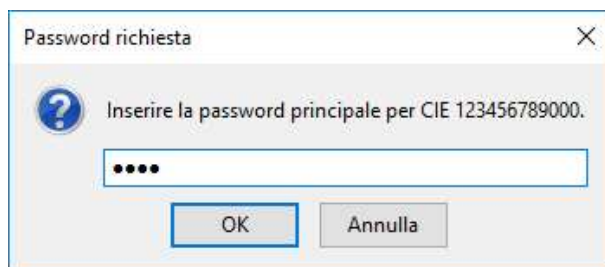 Password richiesta
Inserire la password principale per CIE 123456789000.
••••
OK
Annulla